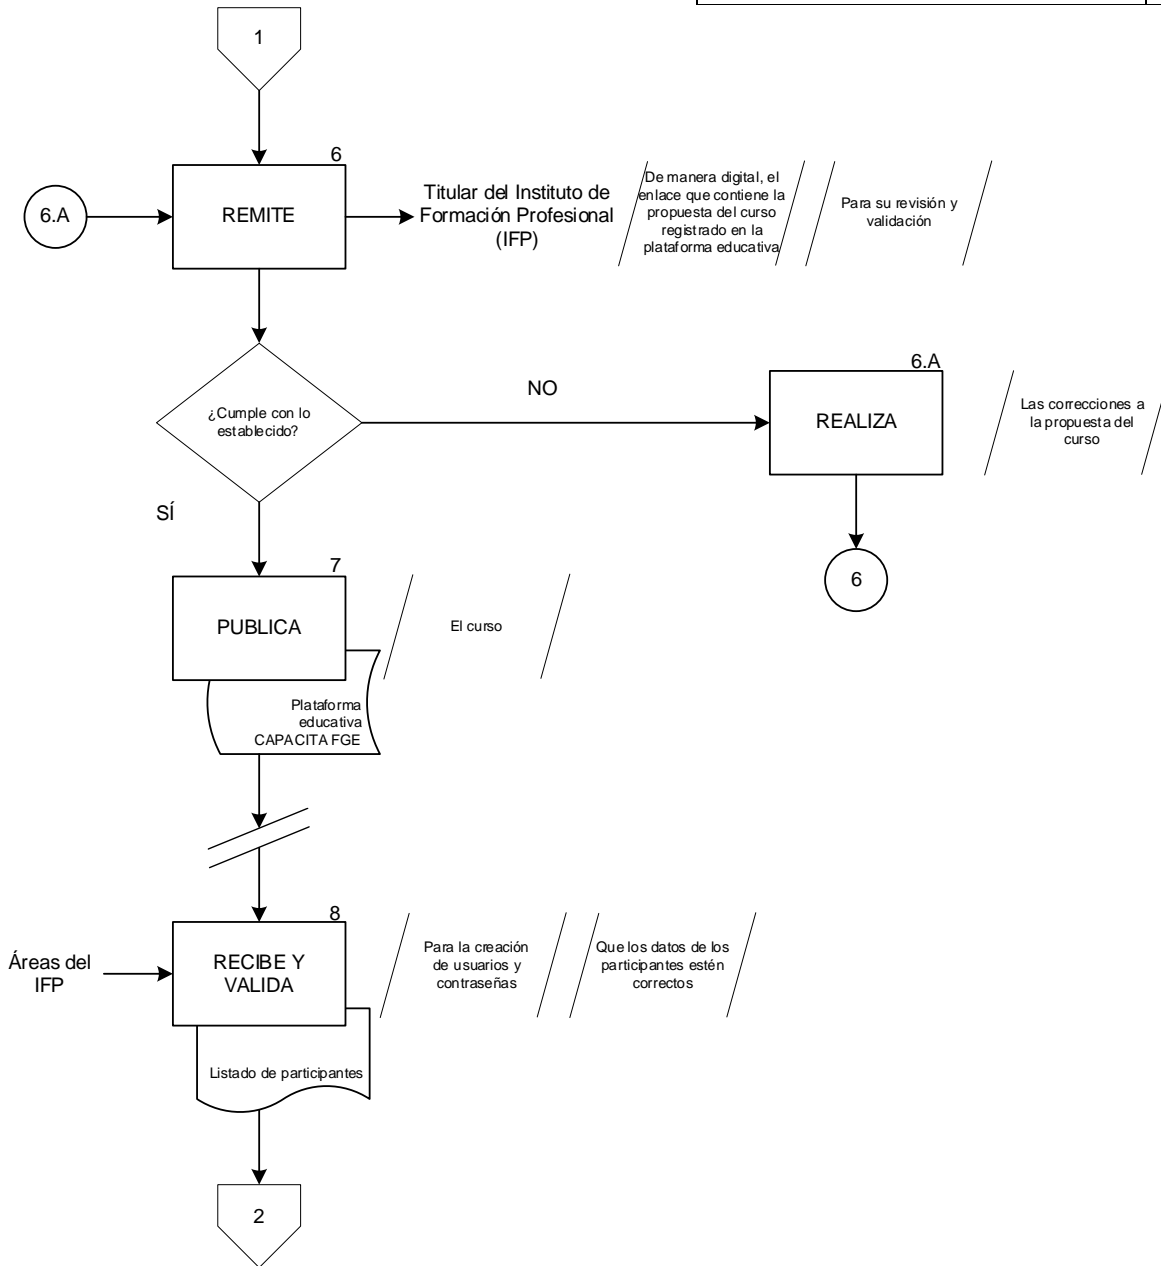 1
6
6.A
REMITE
Titular del Instituto de
Formación Profesional
(IFP)
De manera digital, el
enlace que contiene la
propuesta del curso
registrado en la
plataforma educativa
Para su revisión y
validación
¿Cumple con lo
establecido?
NO
6.A
REALIZA
Las correcciones a
la propuesta del
curso
6
SÍ
7
PUBLICA
El curso
Plataforma
educativa
CAPACITA FGE
8
Áreas del
IFP
RECIBE Y
VALIDA
Para la creación
de usuarios y
contraseñas
Que los datos de los
participantes estén
correctos
Listado de participantes
2